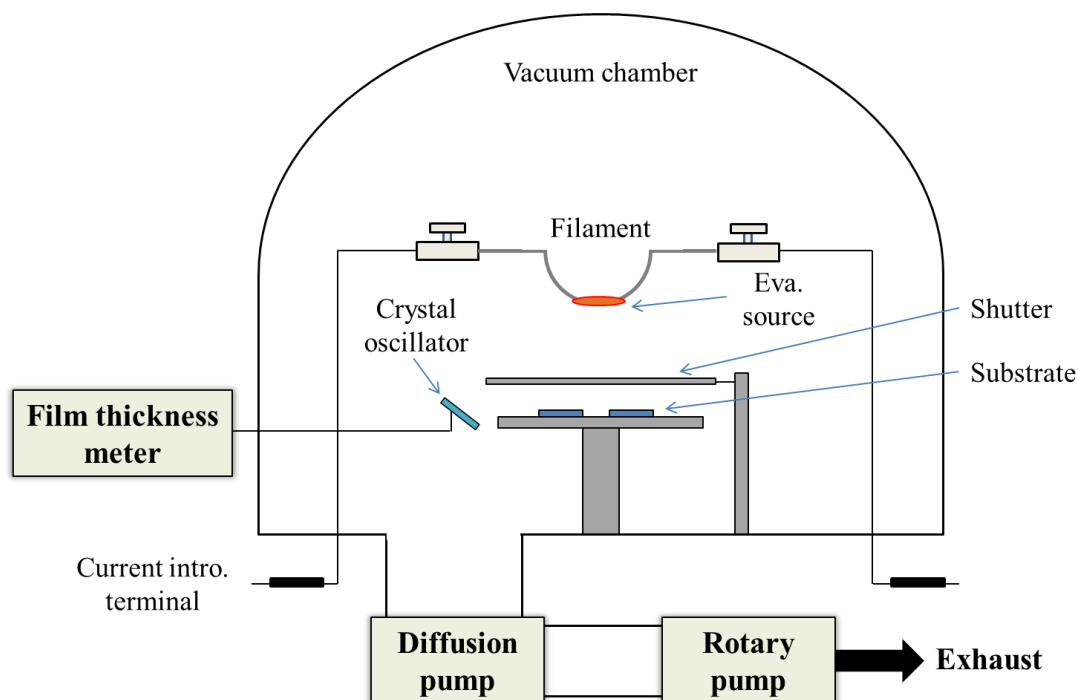 Vacuum chamber
Filament
Eva.
source
Crystal
oscillator
Shutter
Substrate
Film thickness
meter
Current intro.
terminal
Diffusion
pump
Rotary
pump
Exhaust